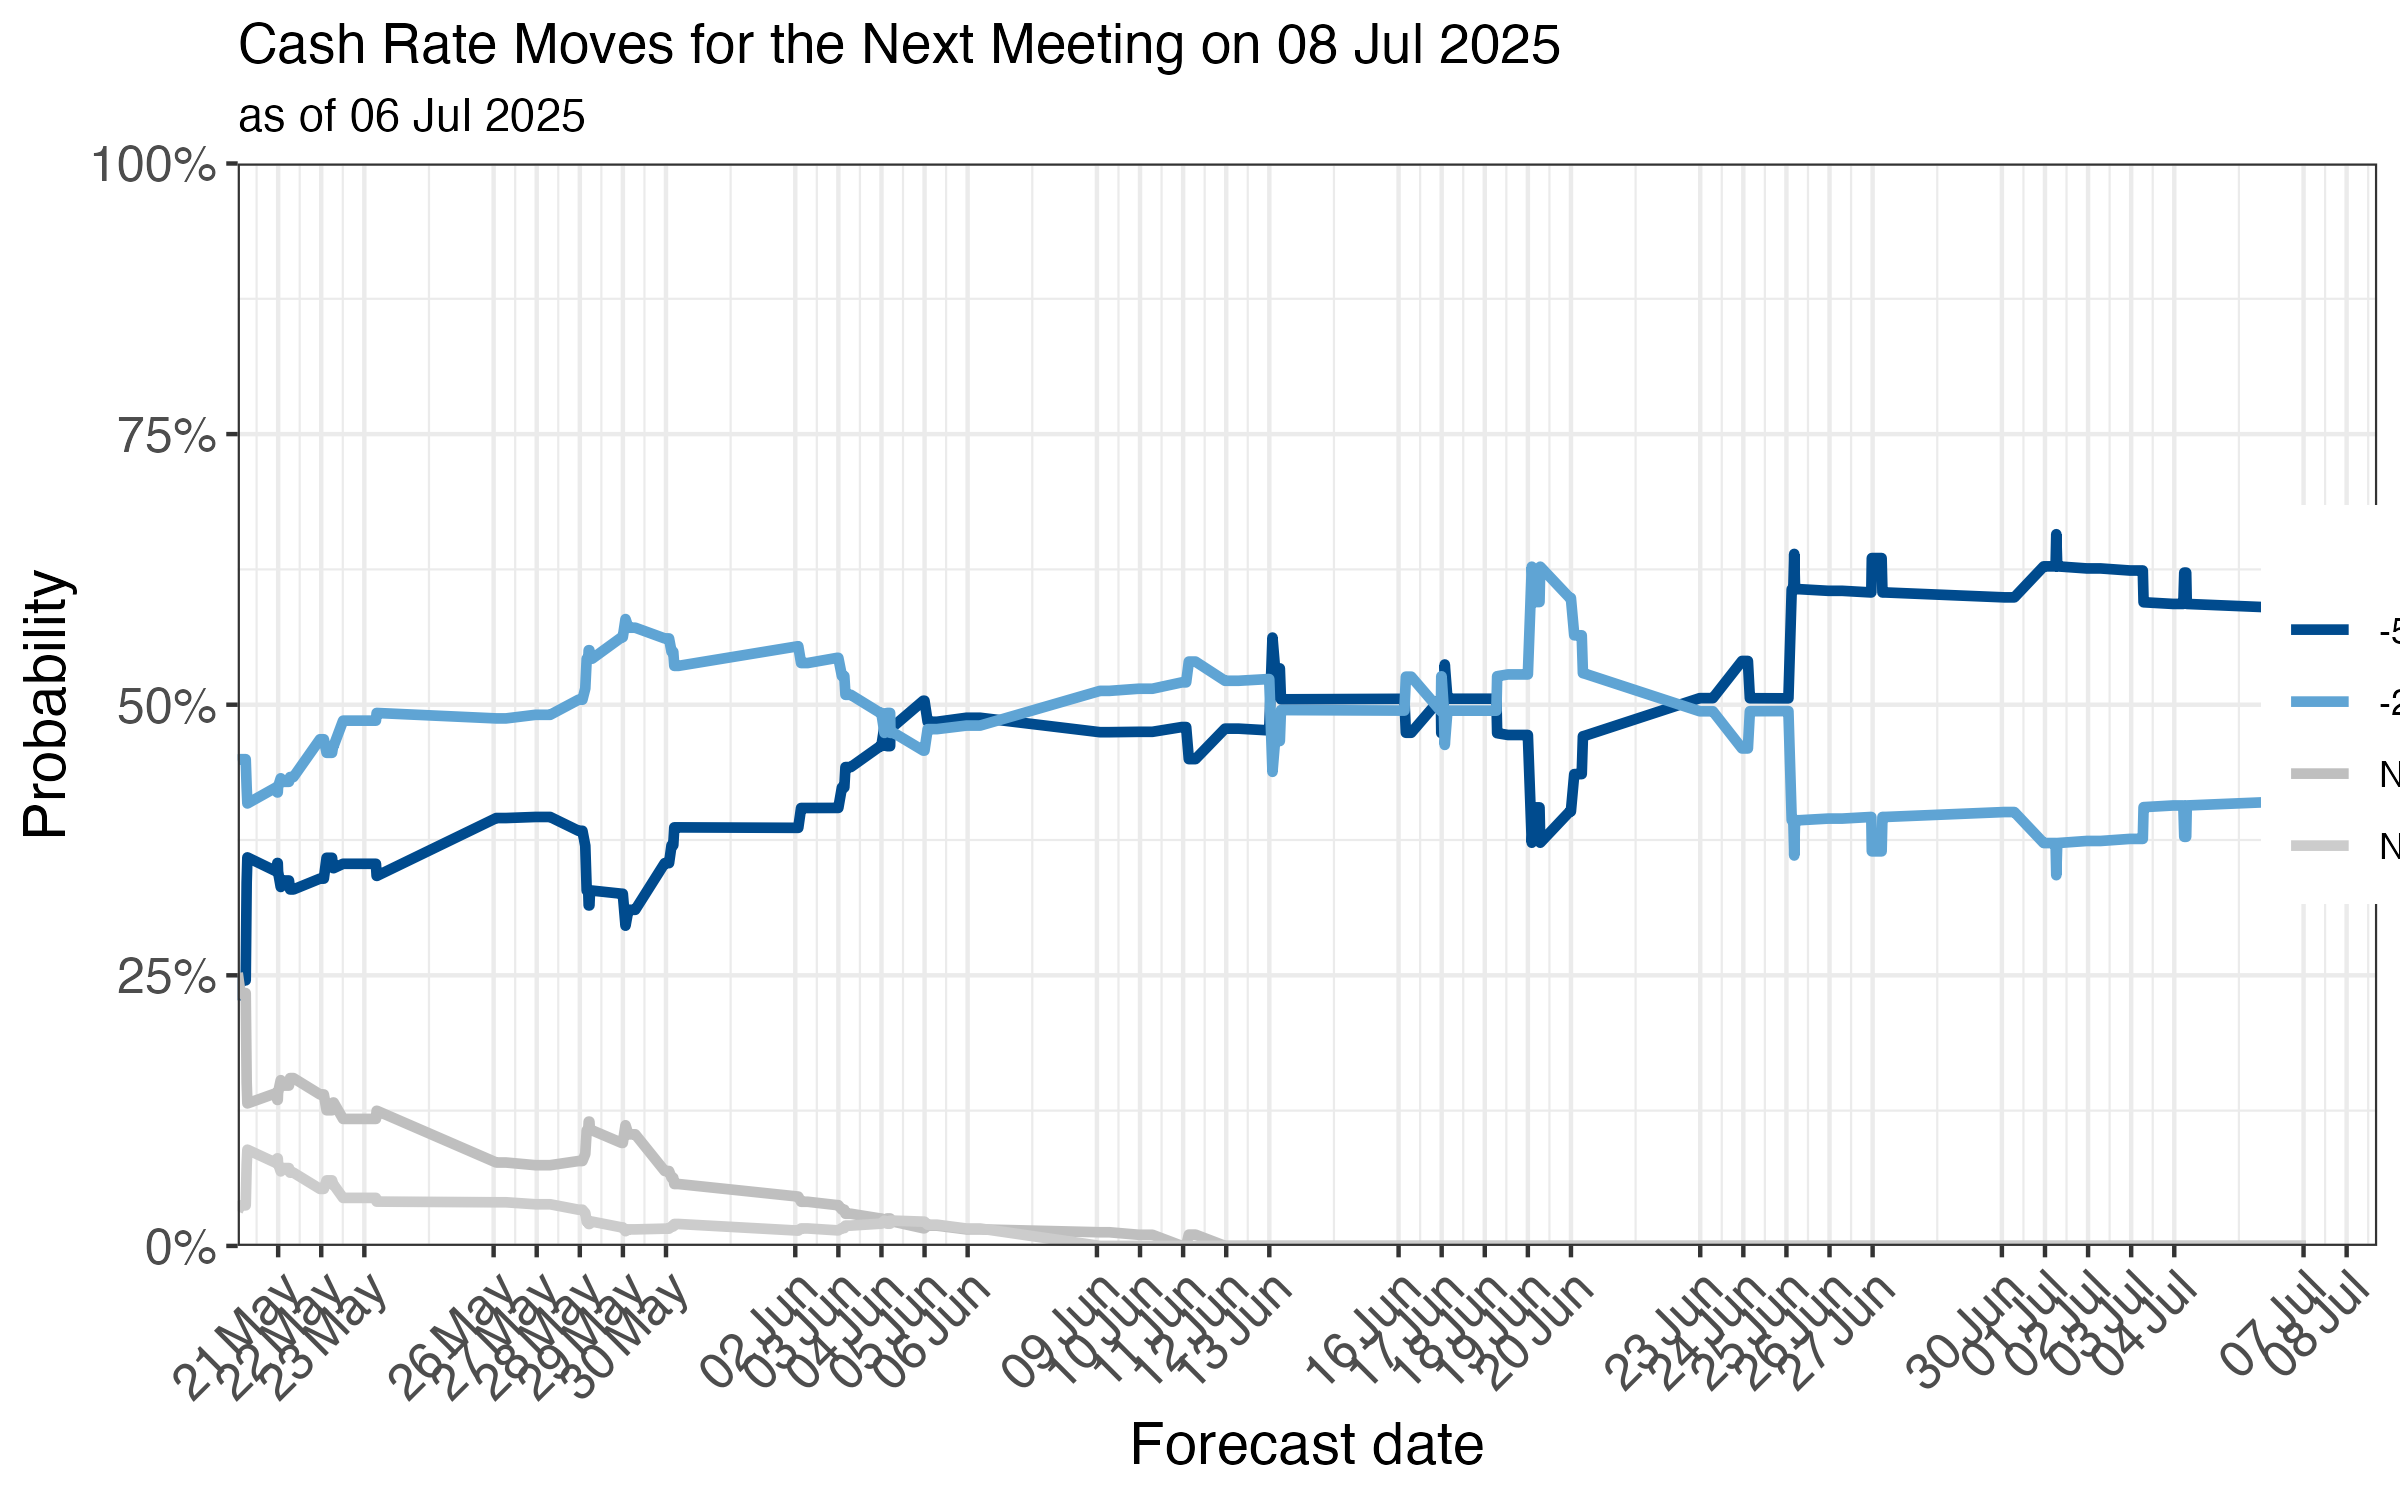 Cash Rate Moves for the Next Meeting on 08 Jul 2025
as of 06 Jul 2025
100%
75%
50%
25%
0%
Probability
-5
-2
N
N
21 May
22 May
23 May
26 May
27 May
28 May
29 May
30 May
02 Jun
03 Jun
04 Jun
05 Jun
06 Jun
09 Jun
10 Jun
11 Jun
12 Jun
13 Jun
16 Jun
17 Jun
18 Jun
19 Jun
20 Jun
23 Jun
24 Jun
25 Jun
26 Jun
27 Jun
30 Jun
01 Jul
02 Jul
03 Jul
04 Jul
07 Jul
08 Jul
Forecast date